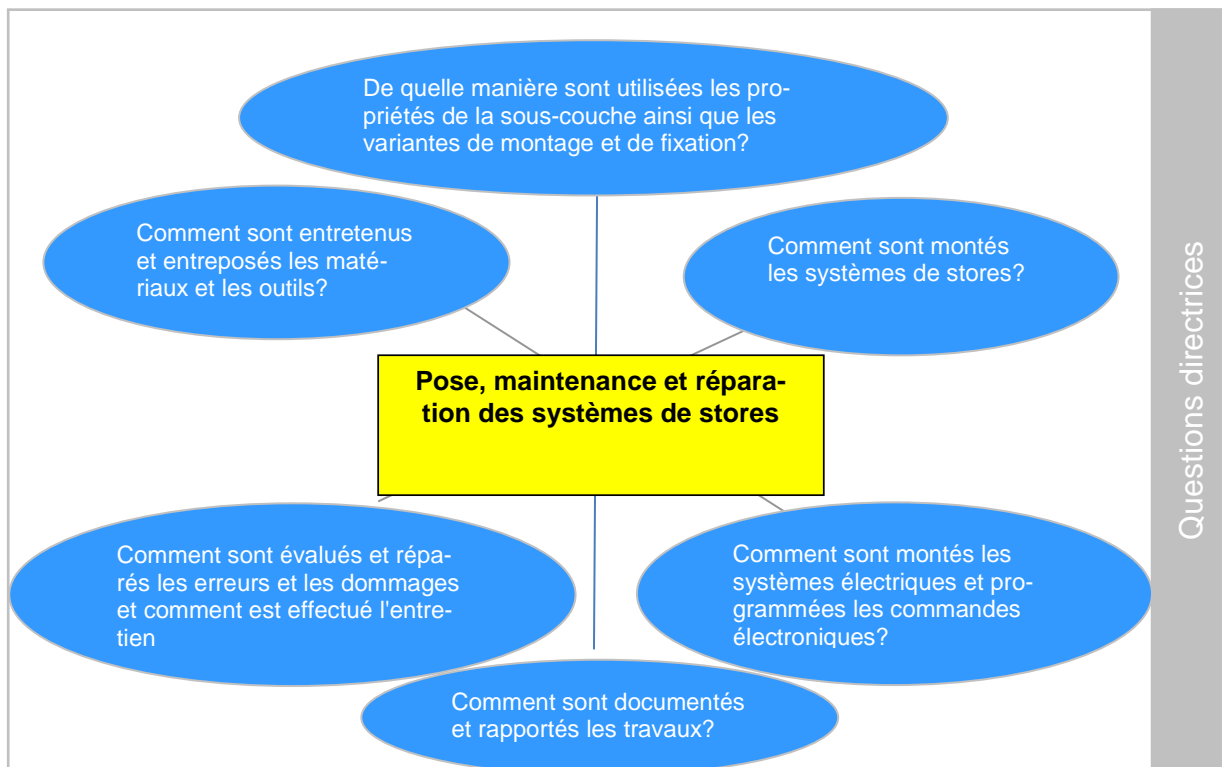 De quelle manière sont utilisées les pro-
priétés de la sous-couche ainsi que les
variantes de montage et de fixation?
Comment sont entretenus
et entreposés les maté-
riaux et les outils?
Comment sont montés
les systèmes de stores?
Pose, maintenance et répara-
tion des systèmes de stores
Comment sont évalués et répa-
rés les erreurs et les dommages
et comment est effectué l'entre-
tien
Comment sont montés les
systèmes électriques et pro-
grammées les commandes
électroniques?
Comment sont documentés
et rapportés les travaux?
Questions directrices